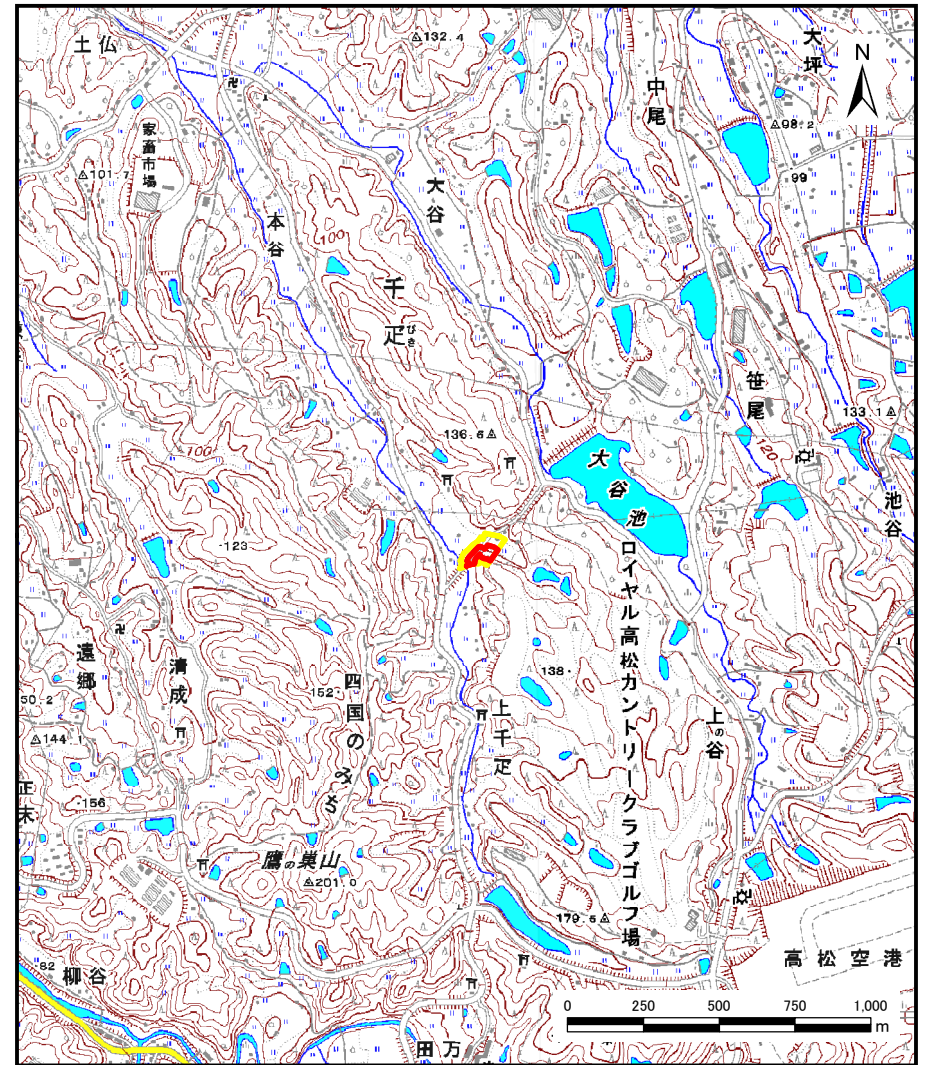 土仏
132.4
大坪
N
中尾
98.2
99
家畜市場
101.7
大谷
本谷
100
千疋
びき
笹尾
133.1
136.6
120
100
大谷池
池谷
123
ロイヤル高松カントリークラブゴルフ場
遠郷
清成
138
152
四国のみち
50.2
上千疋
上の谷
144.1
正末
156
鷹の巣山
201.0
179.5
高松空港
82
柳谷
0 250 500 750 1,000
m
田万